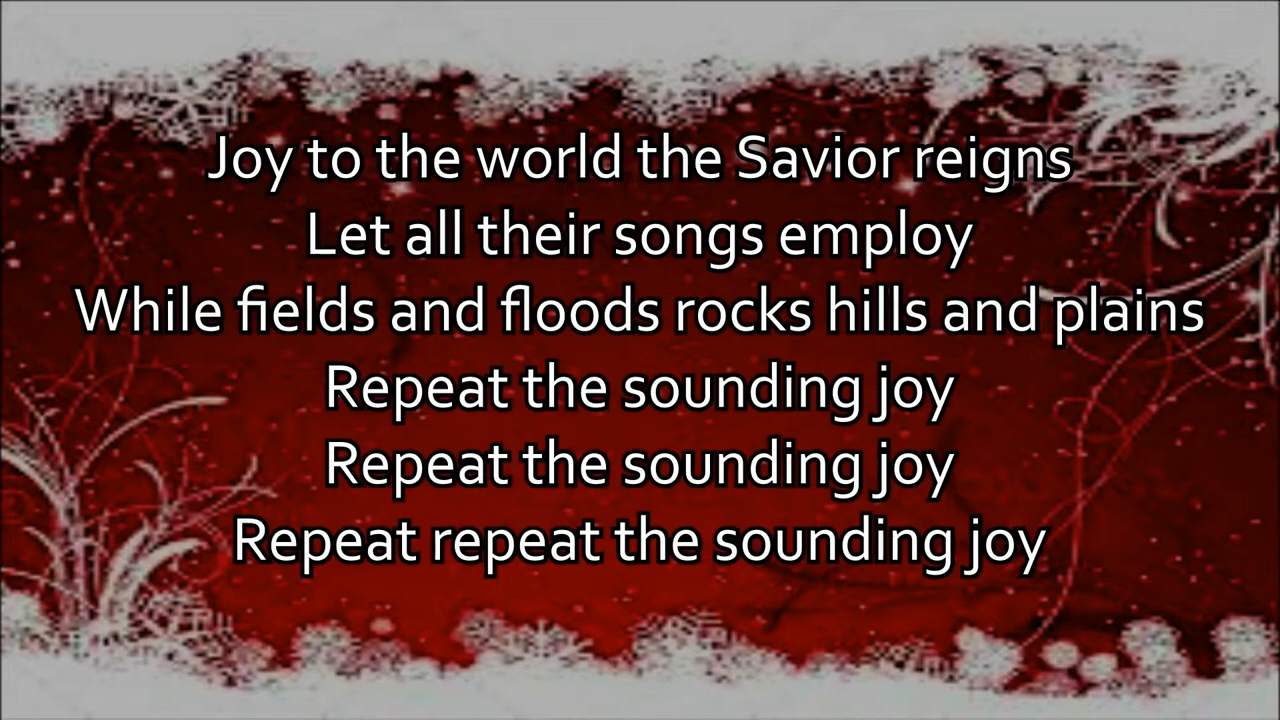 Joy to the world the Savior reigns
Let all their songs employ
While fields and floods rocks hills and plains
Repeat the sounding joy
Repeat the sounding joy
Repeat repeat the sounding joy